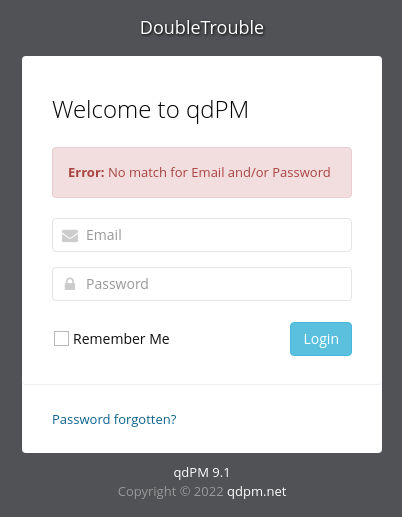 DoubleTrouble
Welcome to qdPM
Error: No match for Email and/or Password
Email
Password
Remember Me
Login
Password forgotten?
qdPM 9.1
Copyright © 2022 qdpm.net